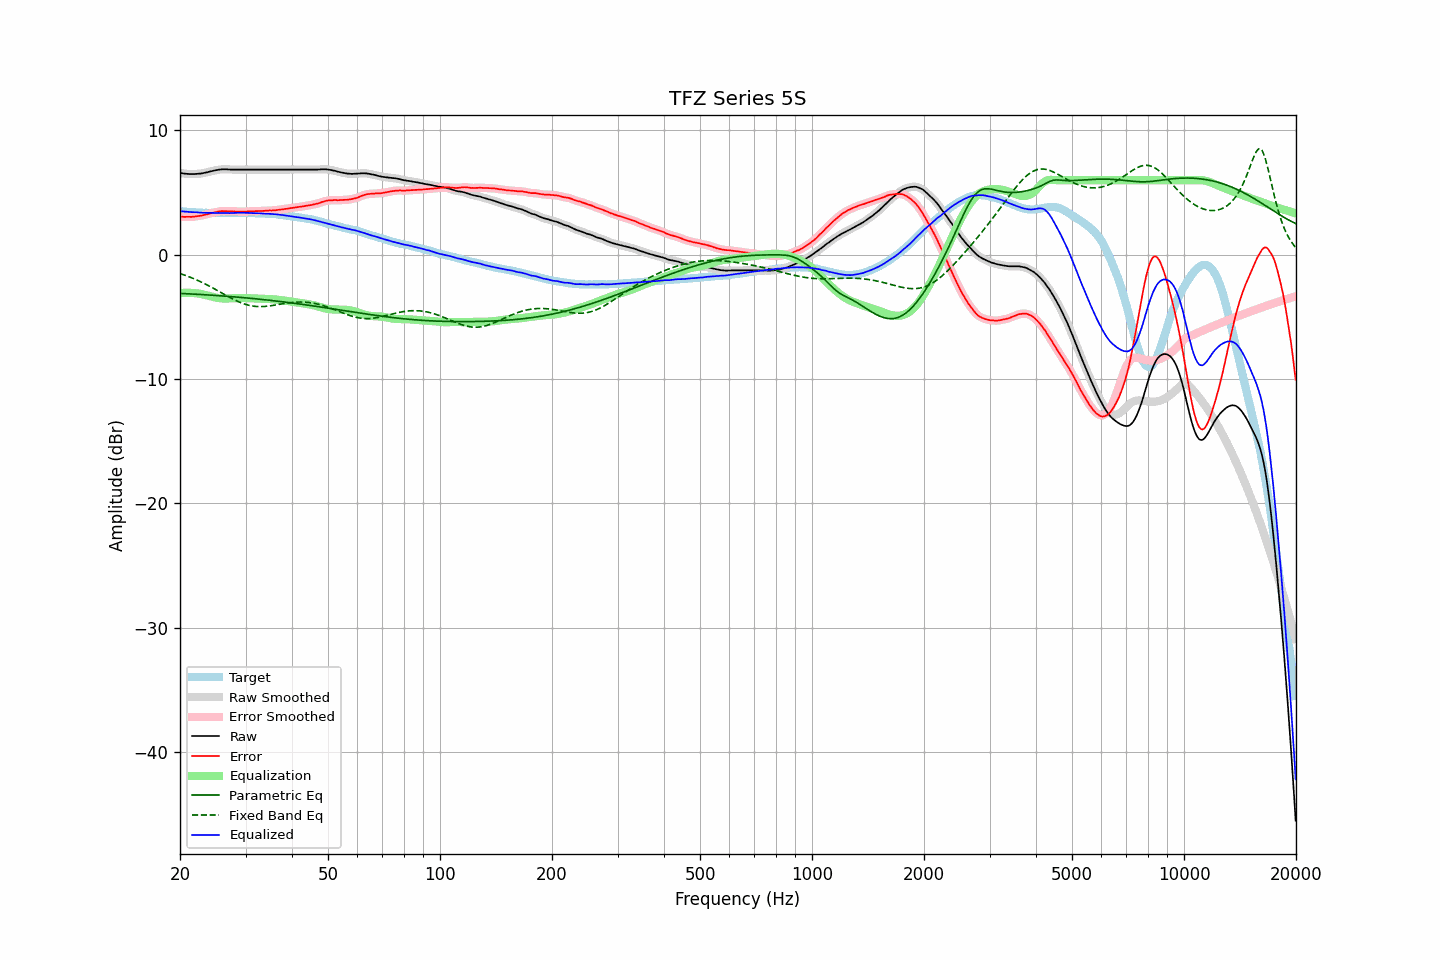 TFZ Series 5S
10
0
−10
−20
−30
−40
Amplitude (dBr)
Target
Raw Smoothed
Error Smoothed
Raw
Error
Equalization
Parametric Eq
Fixed Band Eq
Equalized
20 50 100 200 500 1000 2000 5000 10000 20000
Frequency (Hz)